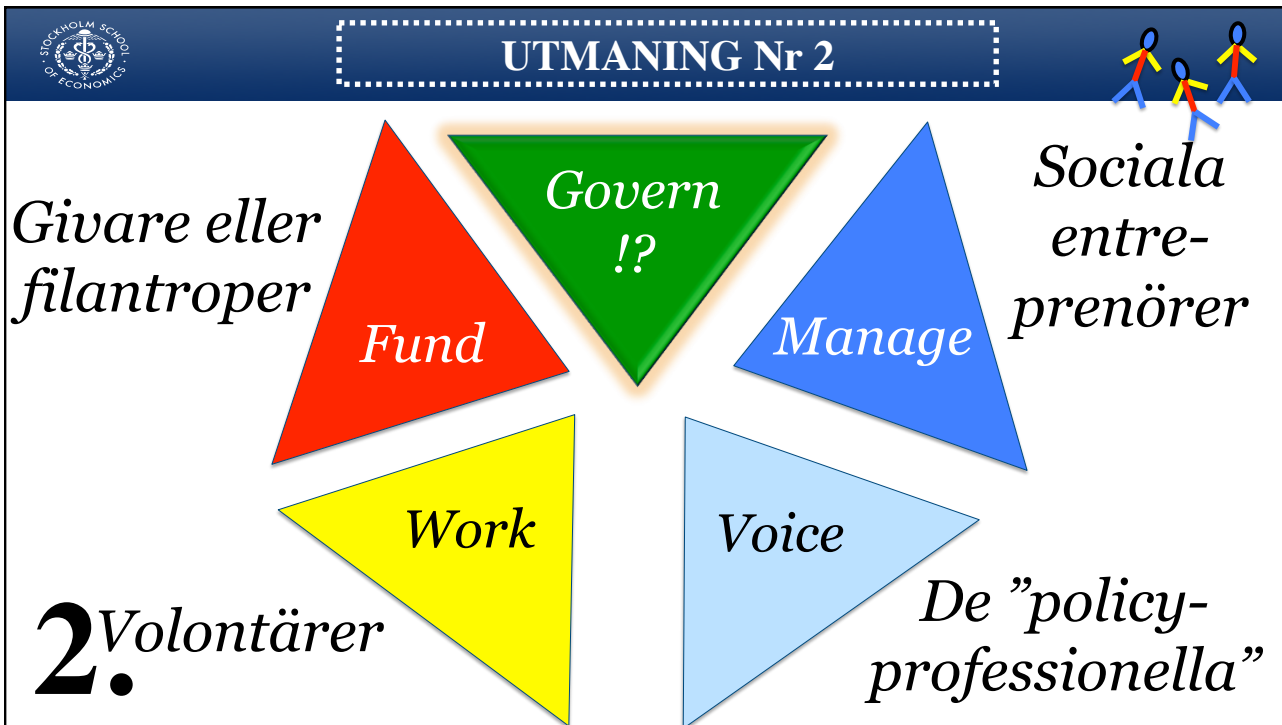 STOCKHOLM SCHOOL
OF ECONOMICS
UTMANING Nr 2
Givare eller
filantroper
Fund
Govern
!?
Manage
Sociala
entre-
prenörer
Work
Voice
2. Volontärer
De ”policy-
professionella”